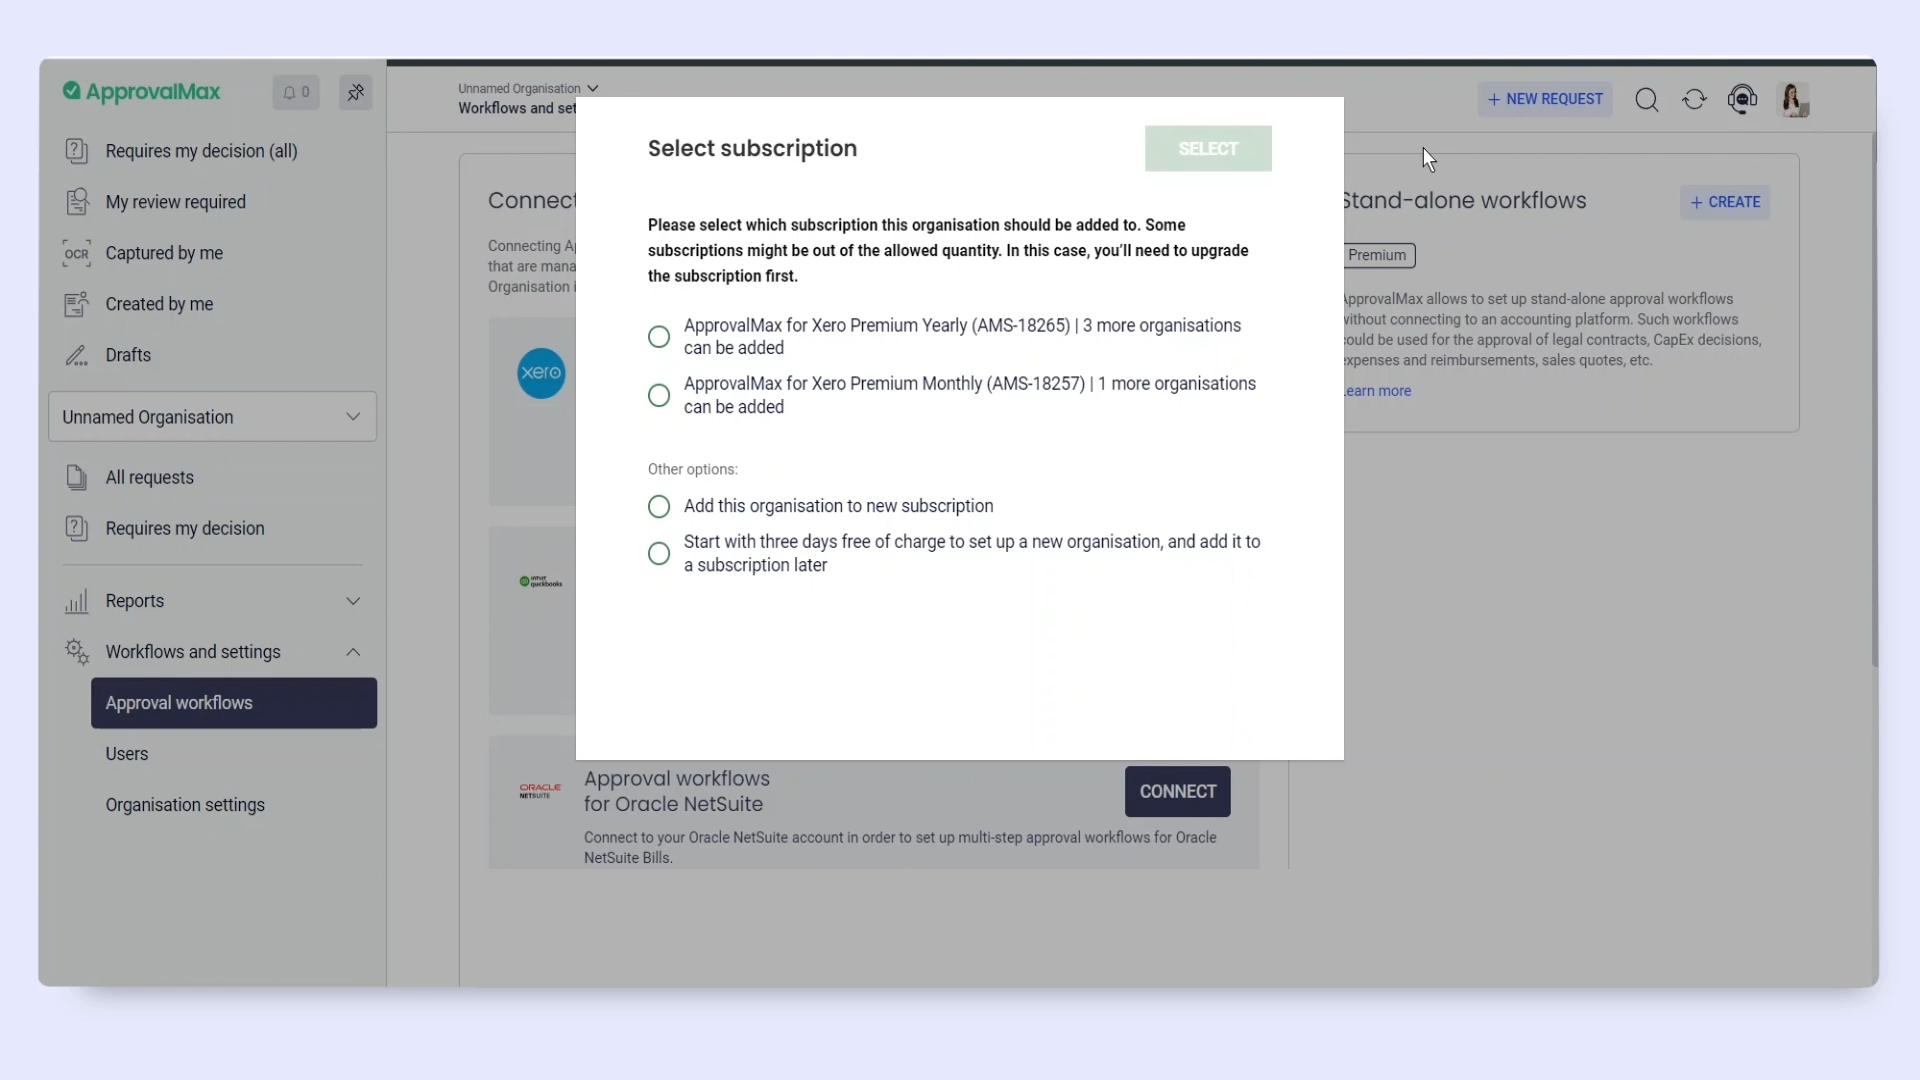 ApprovalMax
0
Requires my decision (all)
My review required
OCR
Captured by me
Created by me
Drafts
Unnamed Organisation
All requests
Requires my decision
Reports
Workflows and settings
Approval workflows
Users
Organisation settings
Unnamed Organisation
Workflows and set
+ NEW REQUEST
Connect
Connecting Ap
that are mana
Organisation i
xero
intuit
quickbooks
ORACLE
NETSUITE
Approval workflows
for Oracle NetSuite
CONNECT
Connect to your Oracle NetSuite account in order to set up multi-step approval workflows for Oracle
NetSuite Bills.
Select subscription
SELECT
Please select which subscription this organisation should be added to. Some
subscriptions might be out of the allowed quantity. In this case, you'll need to upgrade
the subscription first.
ApprovalMax for Xero Premium Yearly (AMS-18265) | 3 more organisations
can be added
ApprovalMax for Xero Premium Monthly (AMS-18257) | 1 more organisations
can be added
Other options:
Add this organisation to new subscription
Start with three days free of charge to set up a new organisation, and add it to
a subscription later
Stand-alone workflows
+ CREATE
Premium
ApprovalMax allows to set up stand-alone approval workflows
without connecting to an accounting platform. Such workflows
could be used for the approval of legal contracts, CapEx decisions,
expenses and reimbursements, sales quotes, etc.
Learn more